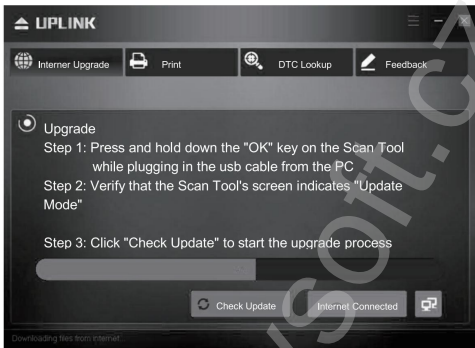 UPLINK
Interner Upgrade
Print
DTC Lookup
Feedback
Upgrade
Step 1: Press and hold down the "OK" key on the Scan Tool
while plugging in the usb cable from the PC
Step 2: Verify that the Scan Tool's screen indicates "Update
Mode"
Step 3: Click "Check Update" to start the upgrade process
Check Update
Internet Connected
Downloading files from internet...